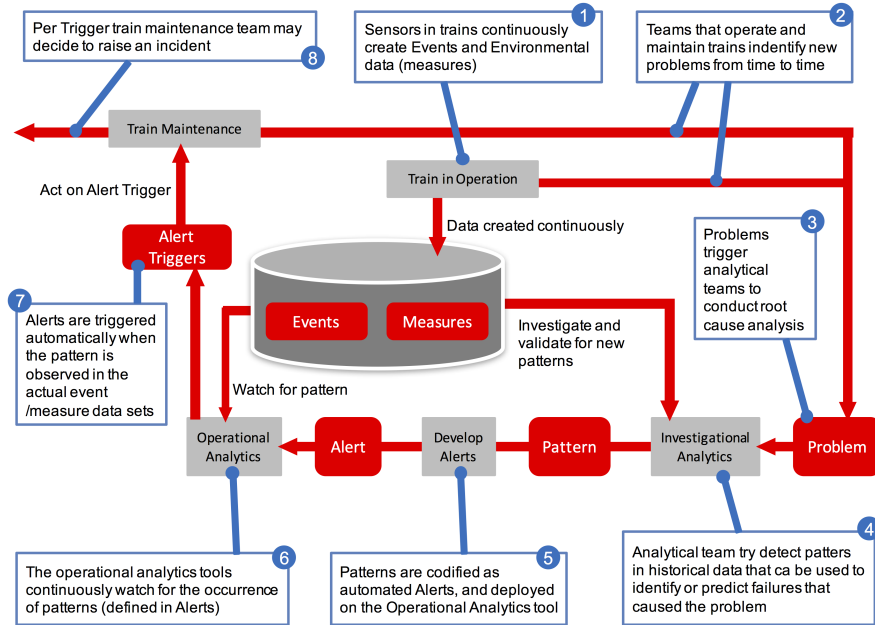 Per Trigger train maintenance team may
decide to raise an incident
8
1
Sensors in trains continuously
create Events and Environmental
data (measures)
2
Teams that operate and
maintain trains indentify new
problems from time to time
Train Maintenance
Act on Alert Trigger
Train in Operation
Data created continuously
Alert
Triggers
3
Problems
trigger
analytical
teams to
conduct root
cause analysis
7
Alerts are triggered
automatically when
the pattern is
observed in the
actual event
/measure data sets
Events
Measures
Investigate and
validate for new
patterns
Watch for pattern
Operational
Analytics
Alert
Develop
Alerts
Pattern
Investigational
Analytics
Problem
6
The operational analytics tools
continuously watch for the occurrence
of patterns (defined in Alerts)
5
Patterns are codified as
automated Alerts, and deployed
on the Operational Analytics tool
4
Analytical team try detect patters
in historical data that ca be used to
identify or predict failures that
caused the problem